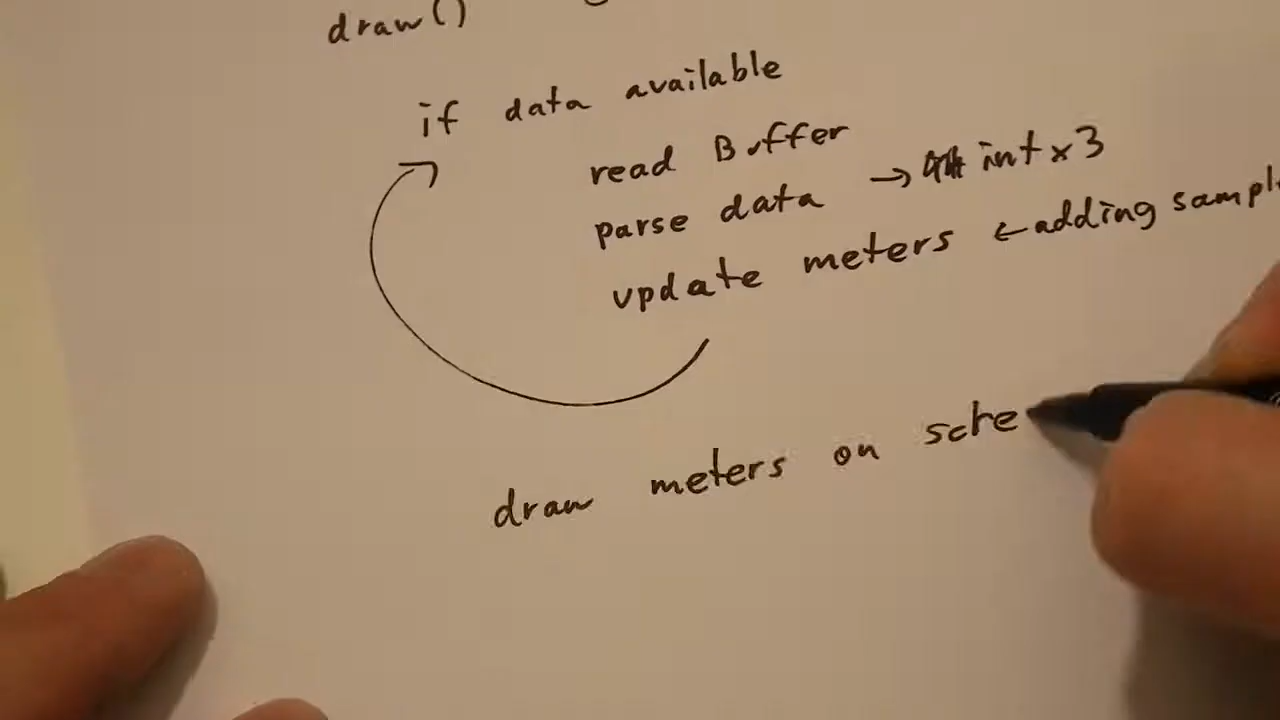 draw()
if data available
read Buffer
parse data → int x3
update meters ← adding sampl
draw meters on scre